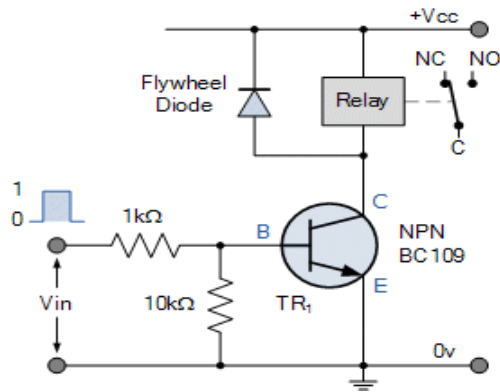 +Vcc
NC
NO
Flywheel
Diode
Relay
C
1
0
1kΩ
B
C
NPN
BC109
Vin
10kΩ
TR₁
E
0v